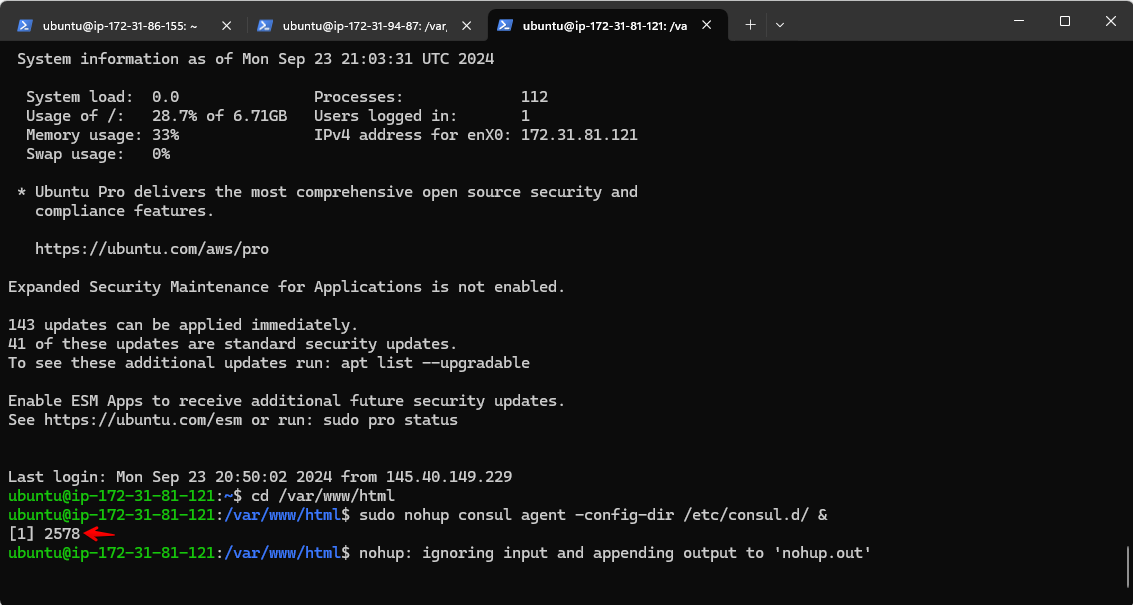 ubuntu@ip-172-31-86-155: ~
ubuntu@ip-172-31-94-87: /var,
ubuntu@ip-172-31-81-121: /va
System information as of Mon Sep 23 21:03:31 UTC 2024
System load: 0.0 Processes: 112
Usage of /: 28.7% of 6.71GB Users logged in: 1
Memory usage: 33% IPv4 address for enX0: 172.31.81.121
Swap usage: 0%
* Ubuntu Pro delivers the most comprehensive open source security and
compliance features.
https://ubuntu.com/aws/pro
Expanded Security Maintenance for Applications is not enabled.
143 updates can be applied immediately.
41 of these updates are standard security updates.
To see these additional updates run: apt list --upgradable
Enable ESM Apps to receive additional future security updates.
See https://ubuntu.com/esm or run: sudo pro status
Last login: Mon Sep 23 20:50:02 2024 from 145.40.149.229
ubuntu@ip-172-31-81-121:~$ cd /var/www/html
ubuntu@ip-172-31-81-121:/var/www/html$ sudo nohup consul agent -config-dir /etc/consul.d/ &
[1] 2578
ubuntu@ip-172-31-81-121:/var/www/html$ nohup: ignoring input and appending output to 'nohup.out'